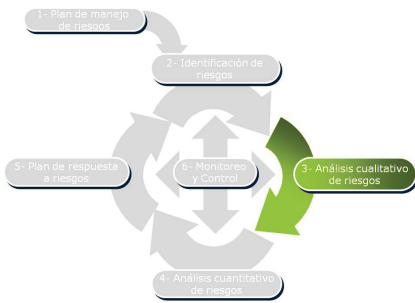 1- Plan de manejo
de riesgos
2- Identificación de
riesgos
3- Análisis cualitativo
de riesgos
6- Monitoreo
y Control
5- Plan de respuesta
a riesgos
4- Análisis cuantitativo
de riesgos